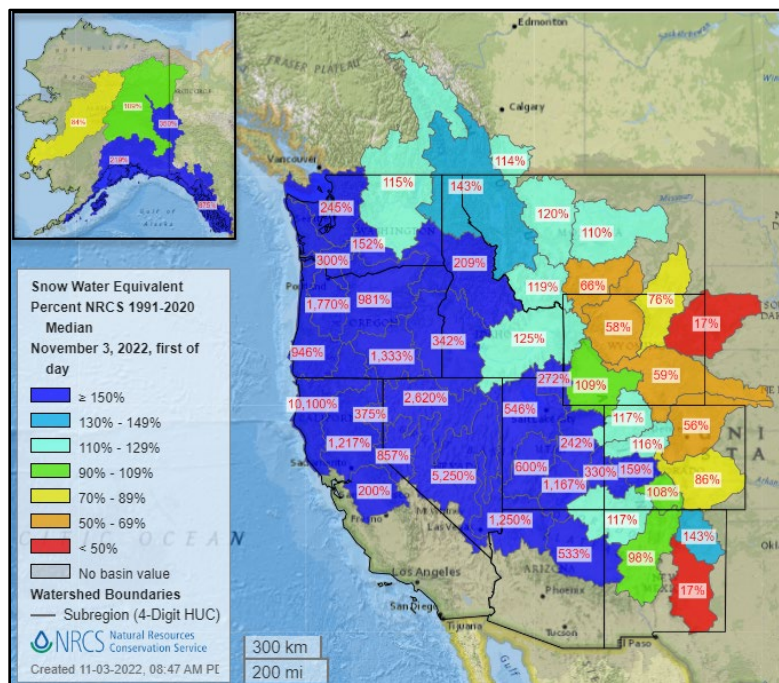 Edmonton
FRASER PLATEAU
Calgary
Vancouver
84%
109%
219%
114%
115%
143%
245%
120%
110%
152%
300%
209%
119%
66%
76%
1,770%
981%
58%
17%
946%
1,333%
342%
125%
272%
109%
59%
10,100%
375%
2,620%
546%
117%
56%
1,217%
857%
242%
116%
5,250%
600%
330%
159%
86%
200%
1,167%
108%
1,250%
117%
143%
533%
98%
17%
Portland
Fresno
Las Vegas
Los Angeles
San Diego
Tijuana
ARIZONA
Phoenix
Tucson
El Paso
Snow Water Equivalent
Percent NRCS 1991-2020
Median
November 3, 2022, first of
day
≥ 150%
130% - 149%
110% - 129%
90% - 109%
70% - 89%
50% - 69%
< 50%
No basin value
Watershed Boundaries
Subregion (4-Digit HUC)
NRCS
Natural Resources
Conservation Service
Created 11-03-2022, 08:47 AM PD
300 km
200 mi